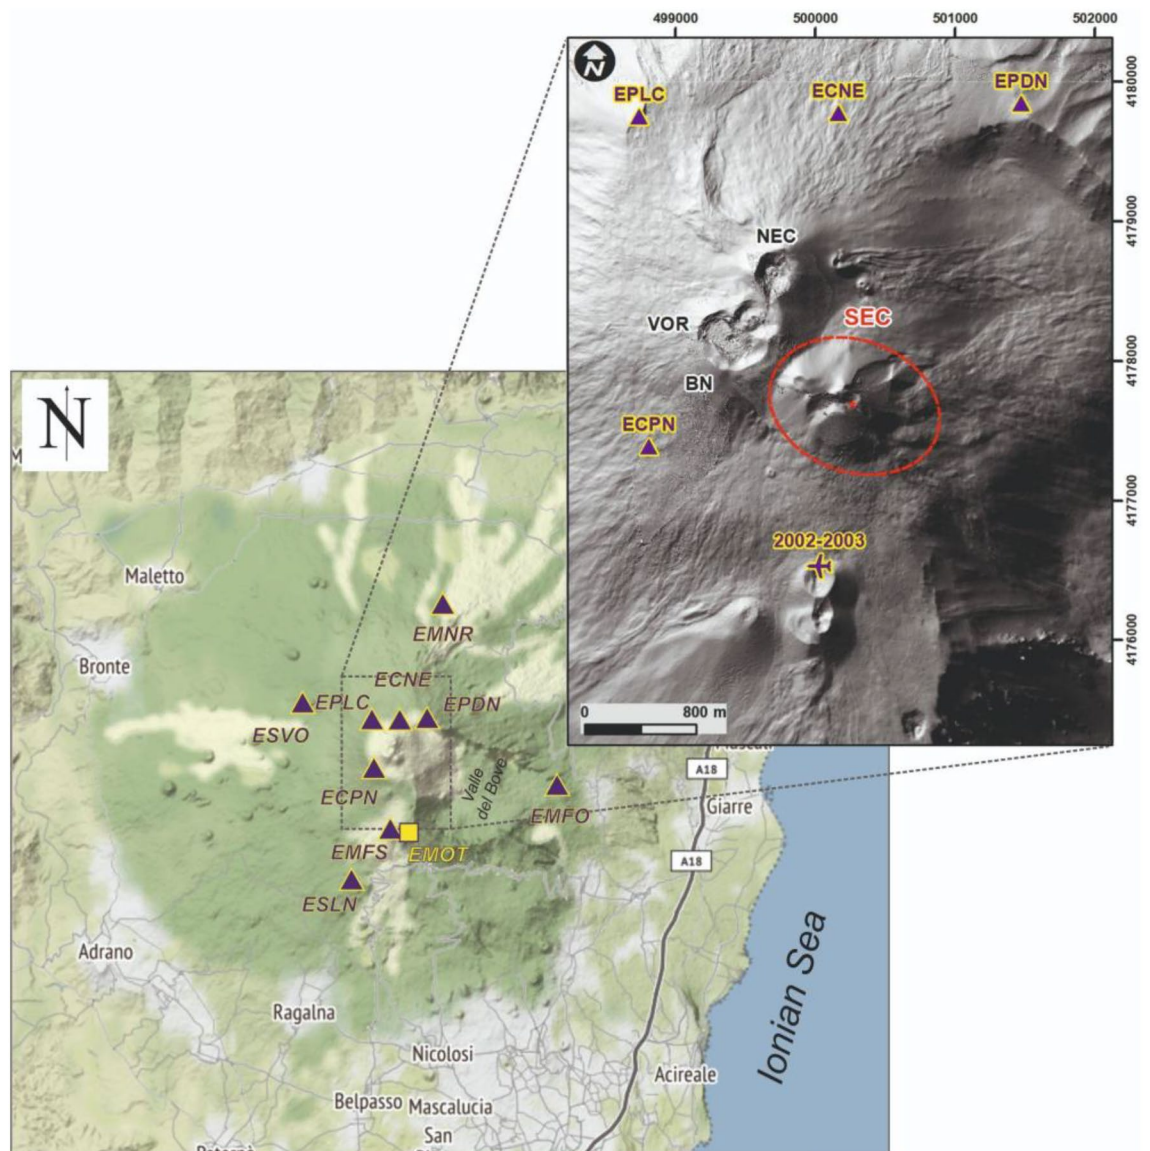 499000
500000
501000
502000
N
EPLC
ECNE
EPDN
4180000
4179000
NEC
VOR
SEC
BN
4178000
ECPN
4177000
2002-2003
4176000
0
800 m
N
Maletto
EMNR
Bronte
ECNE
EPLC
EPDN
ESVO
ECPN
Valle
del Bove
EMFO
A18
Giarre
EMFS
EMOT
A18
ESLN
Adrano
Ionian Sea
Ragalna
Nicolosi
Acireale
Belpasso
Mascalucia
San